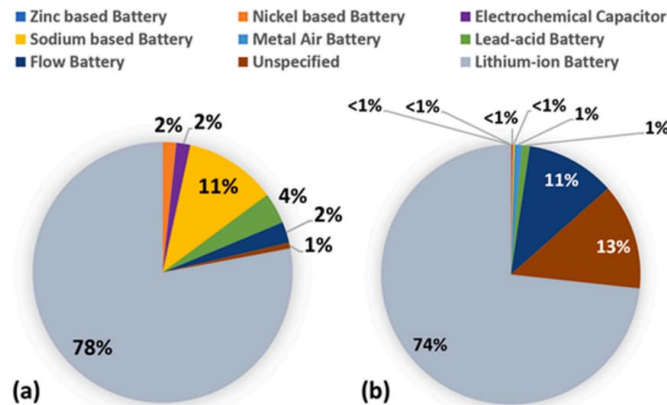 Zinc based Battery Nickel based Battery Electrochemical Capacitor
Sodium based Battery Metal Air Battery Lead-acid Battery
Flow Battery Unspecified Lithium-ion Battery
<1% <1% <1% <1% 1% 1%
2% 2%
11% 4% 2% 1%
78%
(a)
11%
13%
74%
(b)